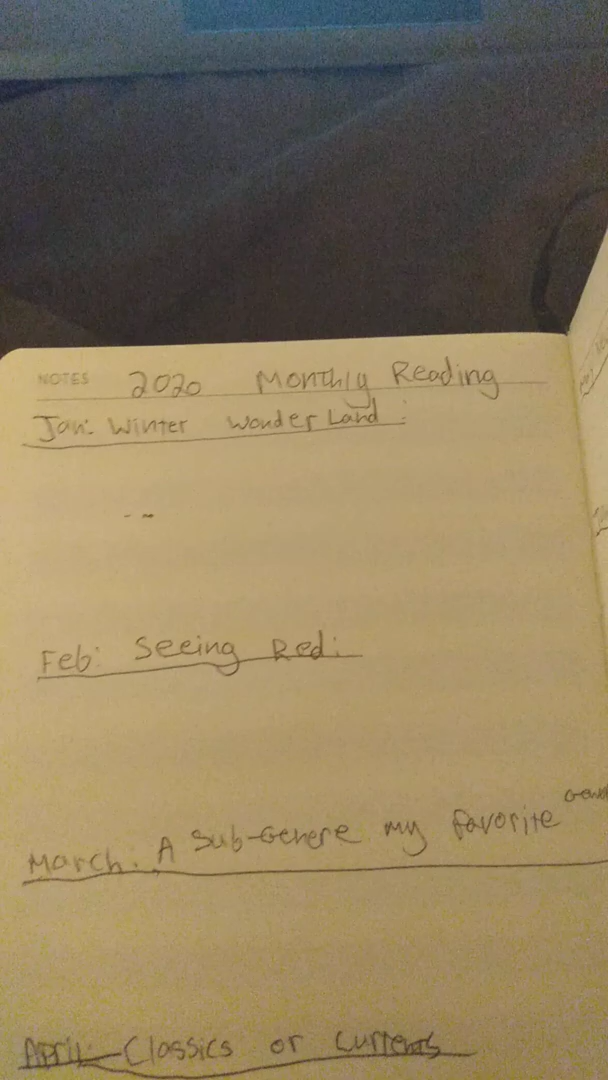 NOTES 2020 Monthly Reading
Jan: Winter Wonder Land :
Feb: Seeing Red:
March: A Sub-Genere my favorite
April: Classics or Currents